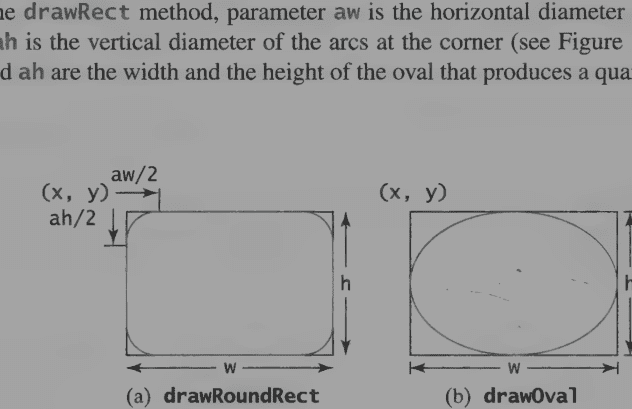 drawRect method, parameter aw is the horizontal diameter
ah is the vertical diameter of the arcs at the corner (see Figure
ah are the width and the height of the oval that produces a
aw/2
(x, y)
ah/2
h
w
(a) drawRoundRect
(x, y)
h
w
(b) drawOval